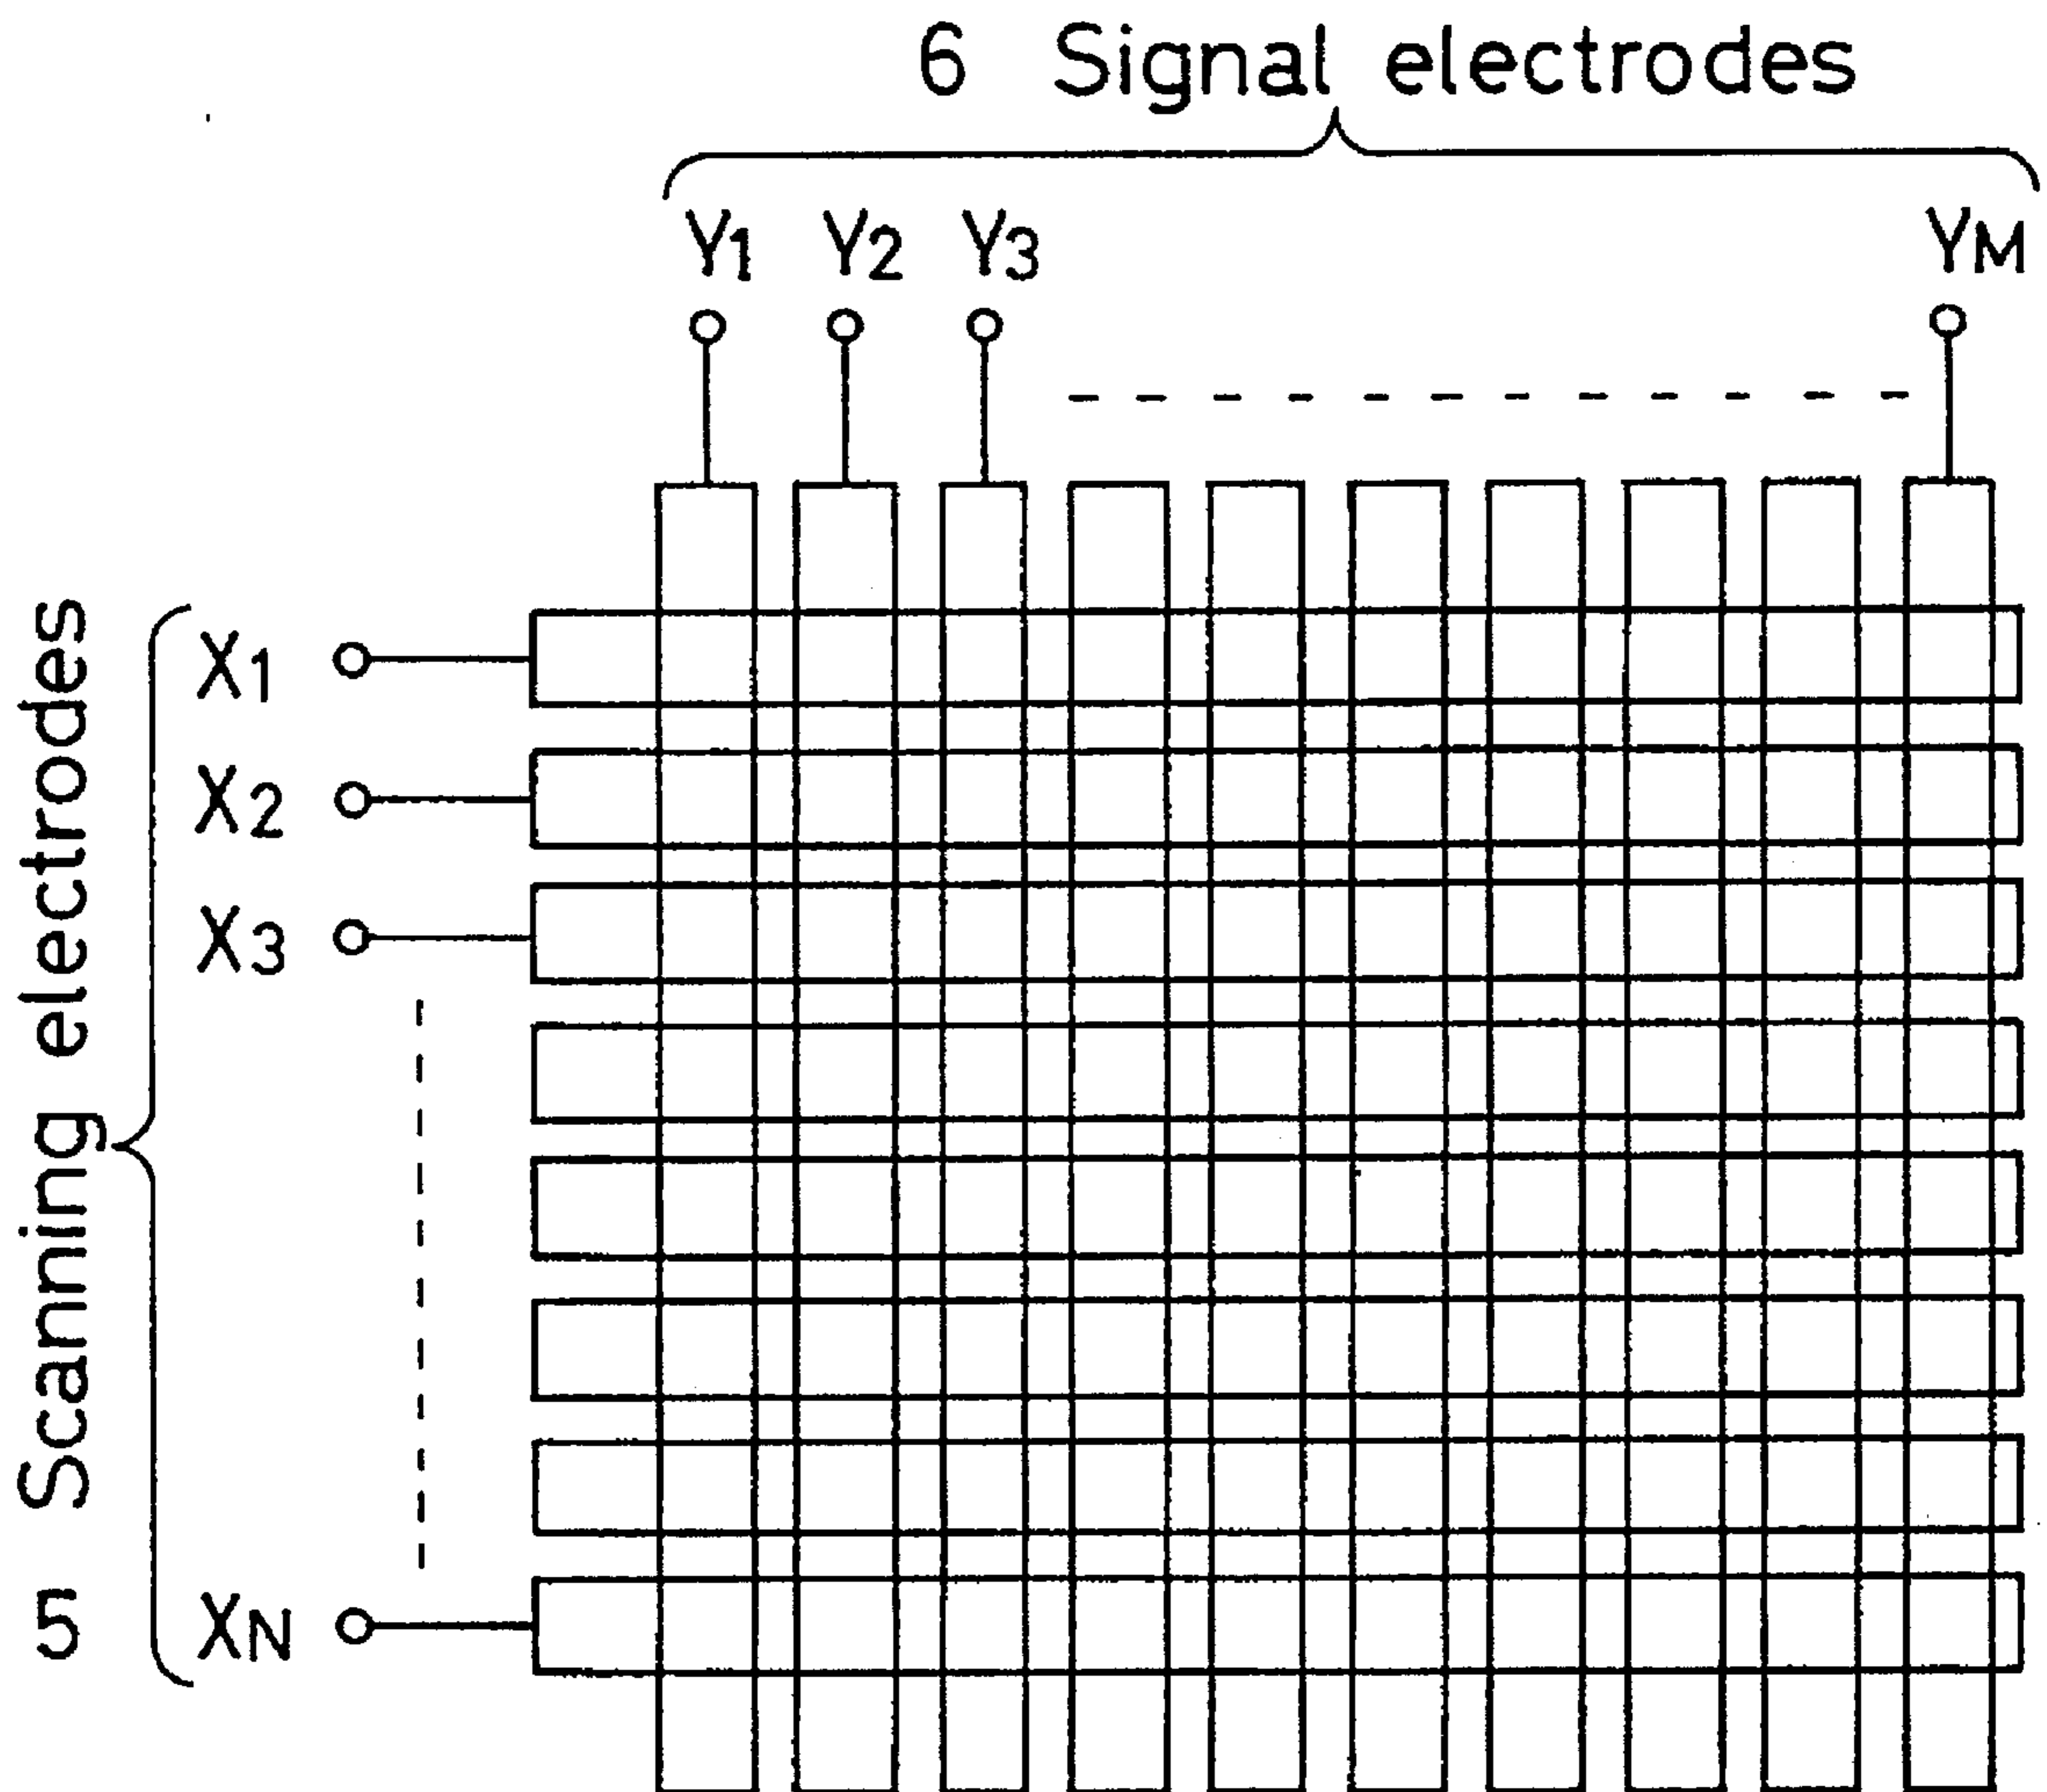 6 Signal electrodes
Y1 Y2 Y3 YM
5 Scanning electrodes
X1
X2
X3
XN